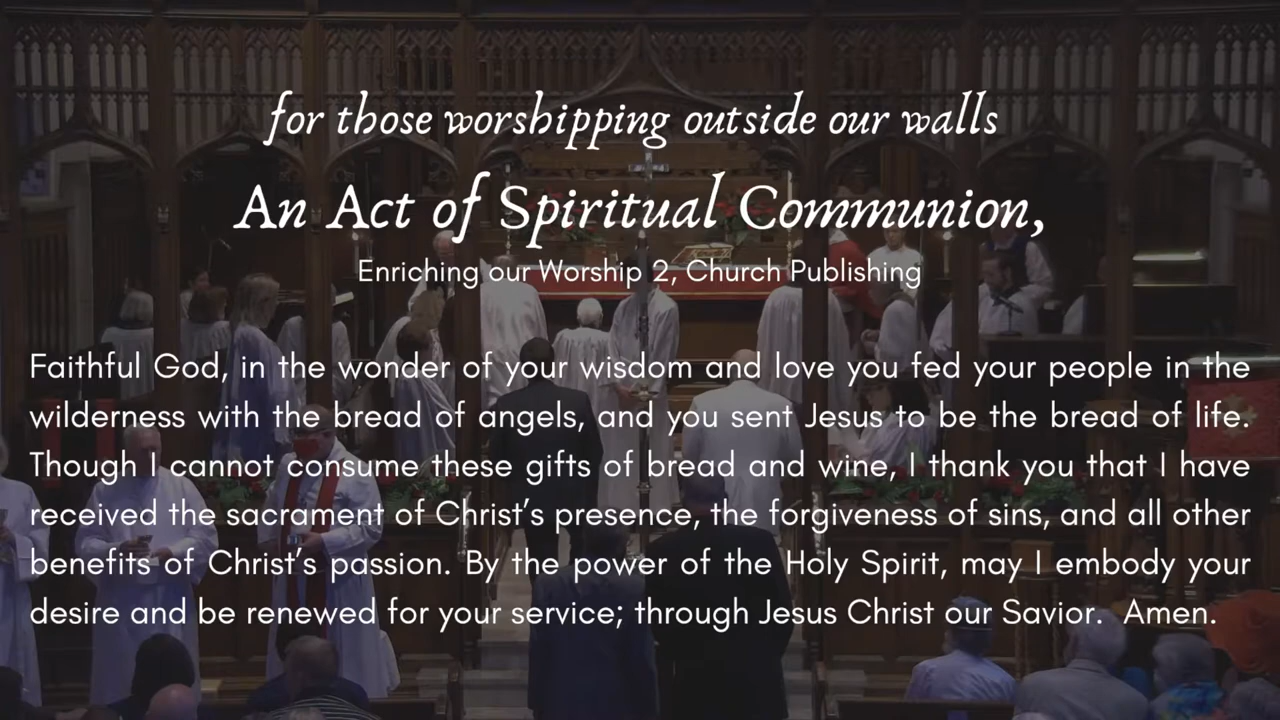 for those worshipping outside our walls
An Act of Spiritual Communion,
Enriching our Worship 2, Church Publishing
Faithful God, in the wonder of your wisdom and love you fed your people in the
wilderness with the bread of angels, and you sent Jesus to be the bread of life.
Though I cannot consume these gifts of bread and wine, I thank you that I have
received the sacrament of Christ’s presence, the forgiveness of sins, and all other
benefits of Christ’s passion. By the power of the Holy Spirit, may I embody your
desire and be renewed for your service; through Jesus Christ our Savior.  Amen.